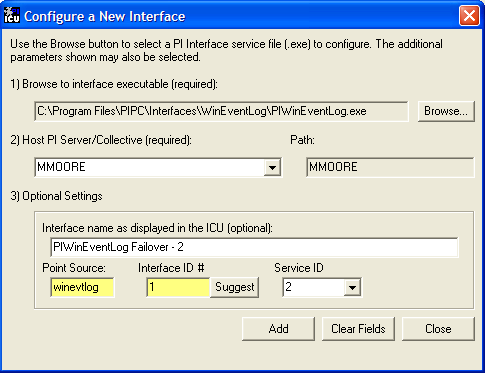 ICU
Configure a New Interface
Use the Browse button to select a PI Interface service file (.exe) to configure. The additional
parameters shown may also be selected.
1) Browse to interface executable (required):
C:\Program Files\PIPC\Interfaces\WinEventLog\PIWinEventLog.exe
Browse...
2) Host PI Server/Collective (required):
Path:
MMOORE
MMOORE
3) Optional Settings
Interface name as displayed in the ICU (optional):
PIWinEventLog Failover - 2
Point Source:
Interface ID #
Service ID
winevtlog
1
Suggest
2
Add
Clear Fields
Close